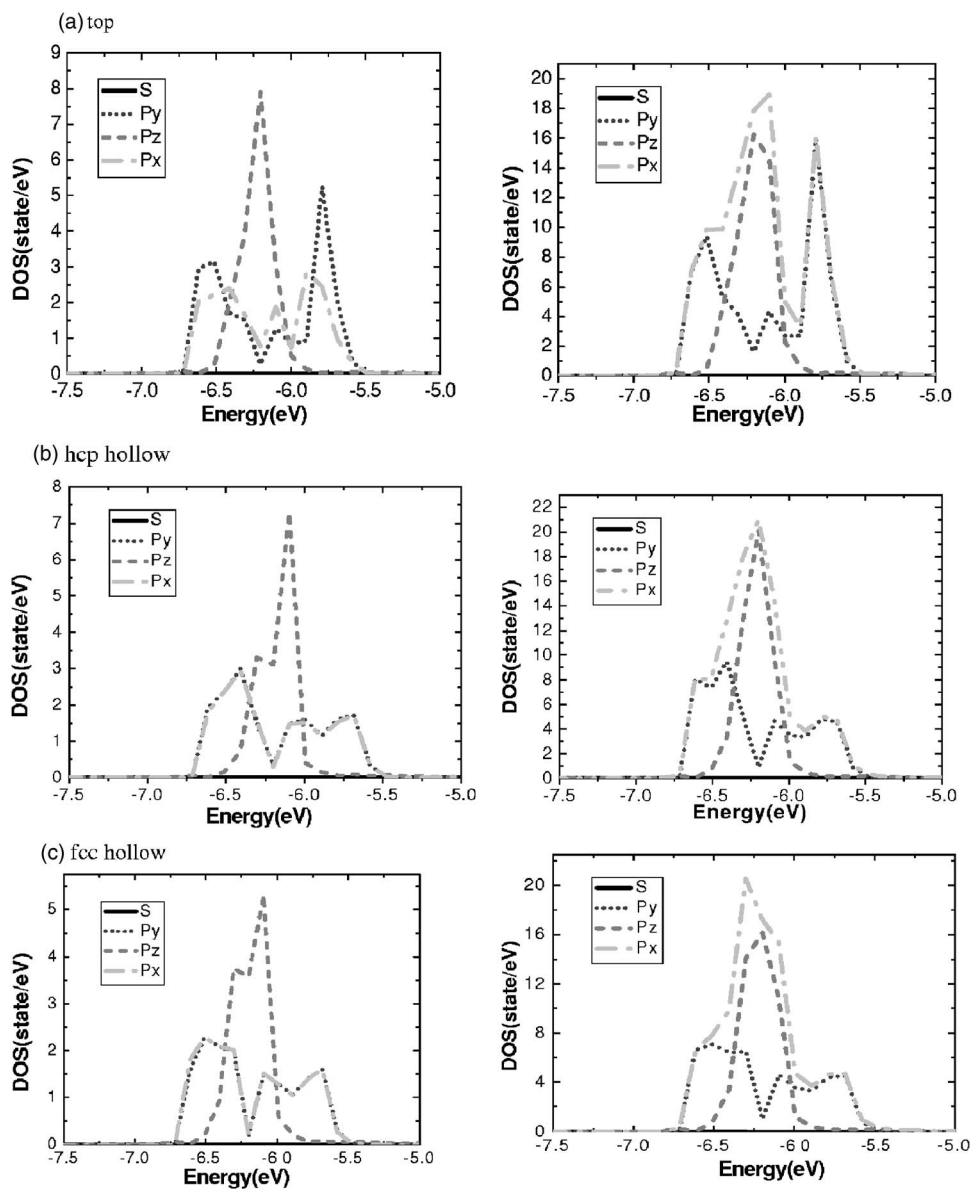 (a) top
9
8
7
6
5
4
3
2
1
0
DOS(state/eV)
S
Py
Pz
Px
-7.5 -7.0 -6.5 -6.0 -5.5 -5.0
Energy(eV)
20
18
16
14
12
10
8
6
4
2
0
DOS(state/eV)
S
Py
Pz
Px
-7.5 -7.0 -6.5 -6.0 -5.5 -5.0
Energy(eV)
(b) hcp hollow
8
7
6
5
4
3
2
1
0
DOS(state/eV)
S
Py
Pz
Px
-7.5 -7.0 -6.5 -6.0 -5.5 -5.0
Energy(eV)
22
20
18
16
14
12
10
8
6
4
2
0
DOS(state/eV)
S
Py
Pz
Px
-7.5 -7.0 -6.5 -6.0 -5.5 -5.0
Energy(eV)
(c) fcc hollow
5
4
3
2
1
0
DOS(state/eV)
S
Py
Pz
Px
-7.5 -7.0 -6.5 -6.0 -5.5 -5.0
Energy(eV)
20
16
12
8
4
0
DOS(state/eV)
S
Py
Pz
Px
-7.5 -7.0 -6.5 -6.0 -5.5 -5.0
Energy(eV)